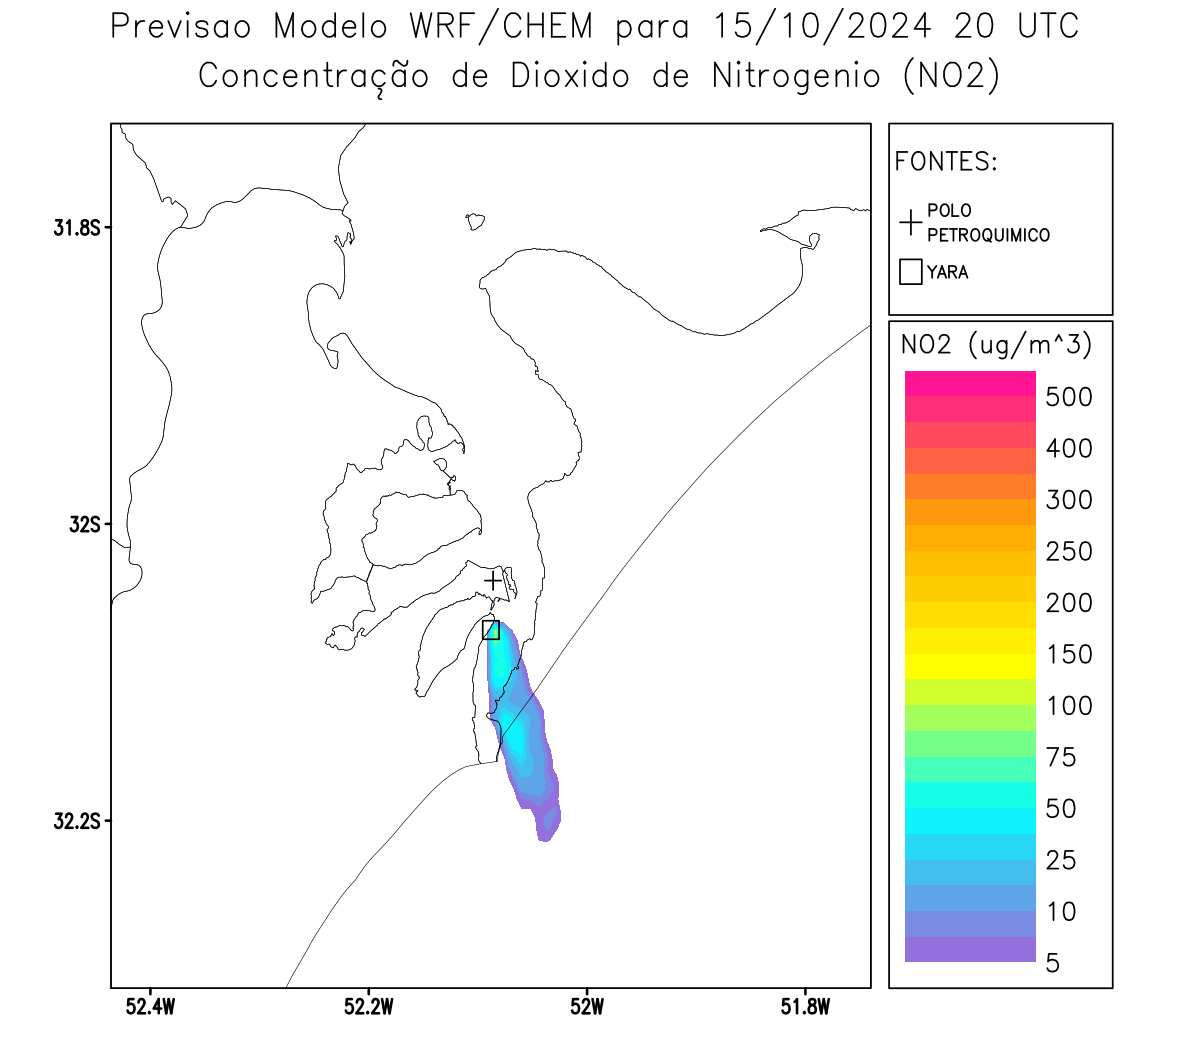 Previsao Modelo WRF/CHEM para 15/10/2024 20 UTC
Concentração de Dioxido de Nitrogenio (NO2)
FONTES:
POLO
PETROQUIMICO
YARA
31.8S
32S
32.2S
52.4W
52.2W
52W
51.8W
NO2 (ug/m^3)
500
400
300
250
200
150
100
75
50
25
10
5